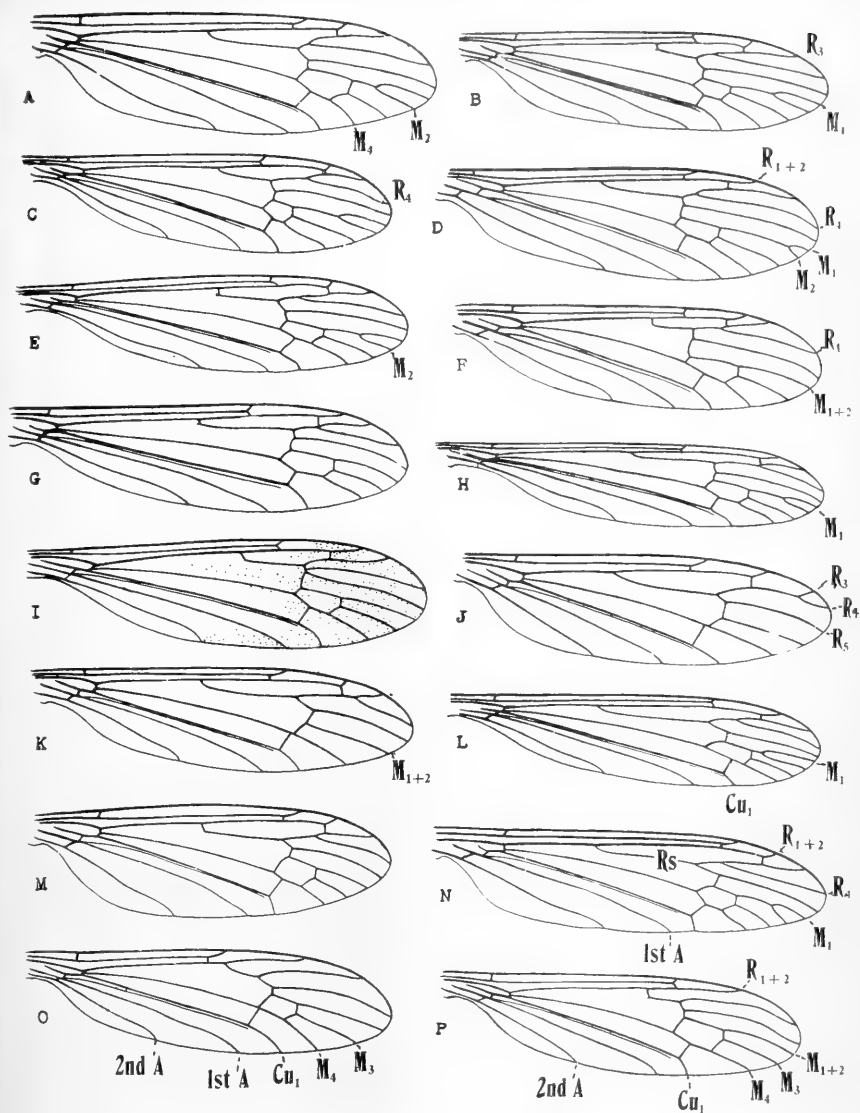 A
M₄
M₂
B
R₃
M₁
C
R₄
D
R₁₊₂
R₄
M₁
M₂
E
M₂
F
M₁₊₂
G
H
M₁
I
J
R₃
R₄
R₅
K
M₁₊₂
L
M₁
Cu₁
M
N
Rs
R₁₊₂
M₁
1st A
O
2nd A
1st A
Cu₁
M₄
M₃
P
R₁₊₂
2nd A
Cu₁
M₄
M₃
M₁₊₂